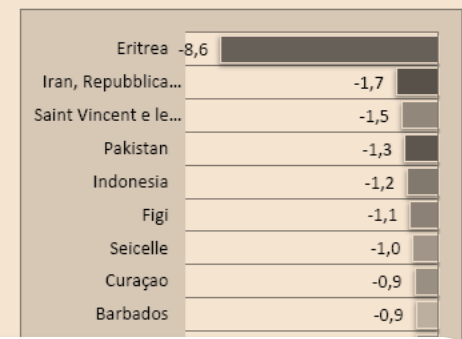 Eritrea -8,6
Iran, Repubblica... -1,7
Saint Vincent e le... -1,5
Pakistan -1,3
Indonesia -1,2
Figi -1,1
Seicelle -1,0
Curaçao -0,9
Barbados -0,9